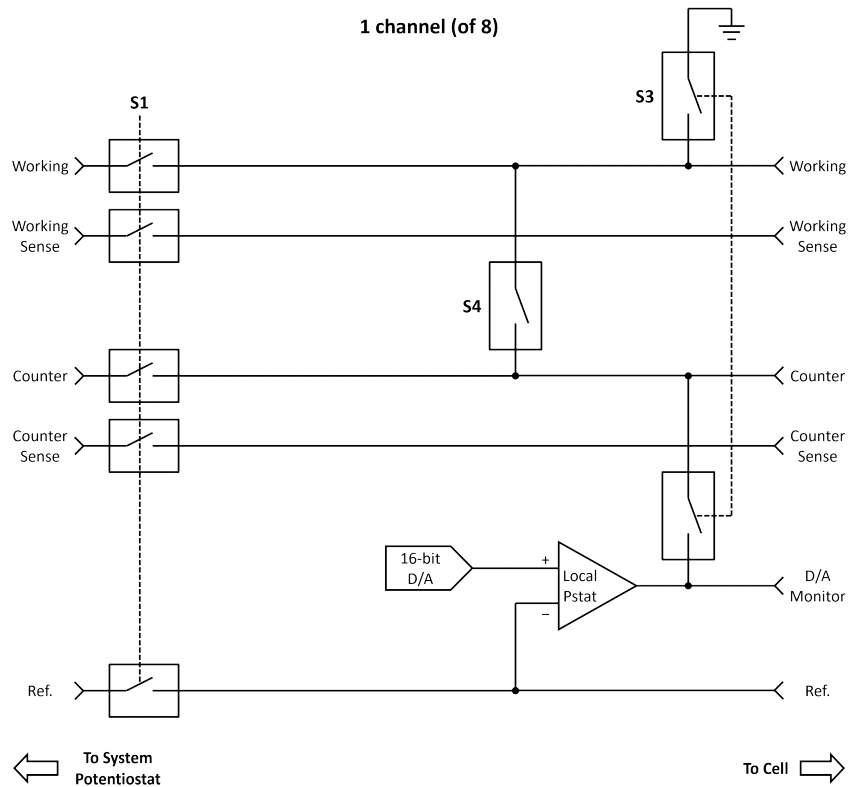 1 channel (of 8)
S3
S1
Working
Working
Working
Sense
Working
Sense
S4
Counter
Counter
Counter
Sense
Counter
Sense
16-bit
D/A
+
Local
Pstat
–
D/A
Monitor
Ref.
Ref.
To System
Potentiostat
To Cell